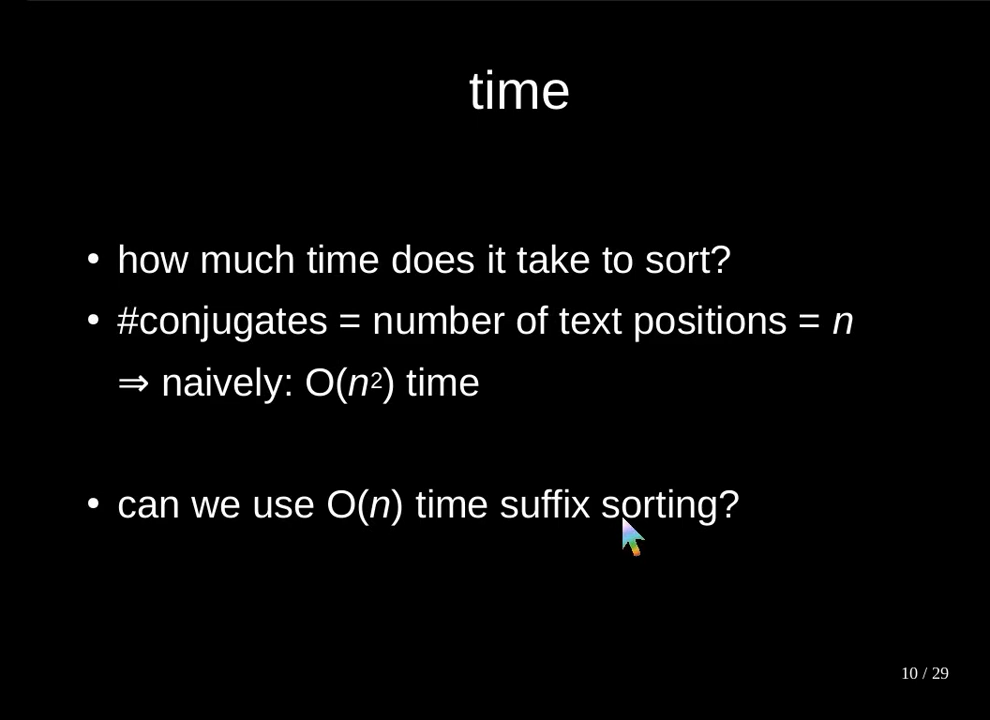 time
• how much time does it take to sort?
• #conjugates = number of text positions = n
⇒ naively: O(n²) time
• can we use O(n) time suffix sorting?
10 / 29